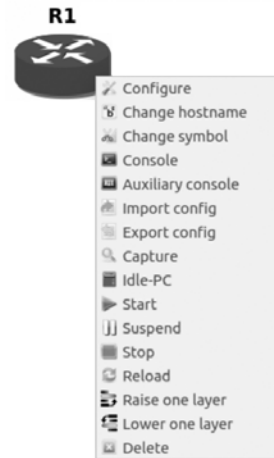 R1
Configure
Change hostname
Change symbol
Console
Auxiliary console
Import config
Export config
Capture
Idle-PC
Start
Suspend
Stop
Reload
Raise one layer
Lower one layer
Delete